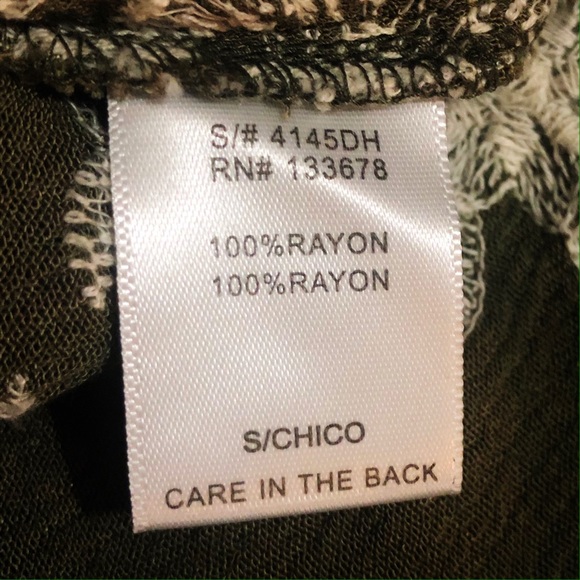 S/# 4145DH
RN# 133678
100%RAYON
100%RAYON
S/CHICO
CARE IN THE BACK